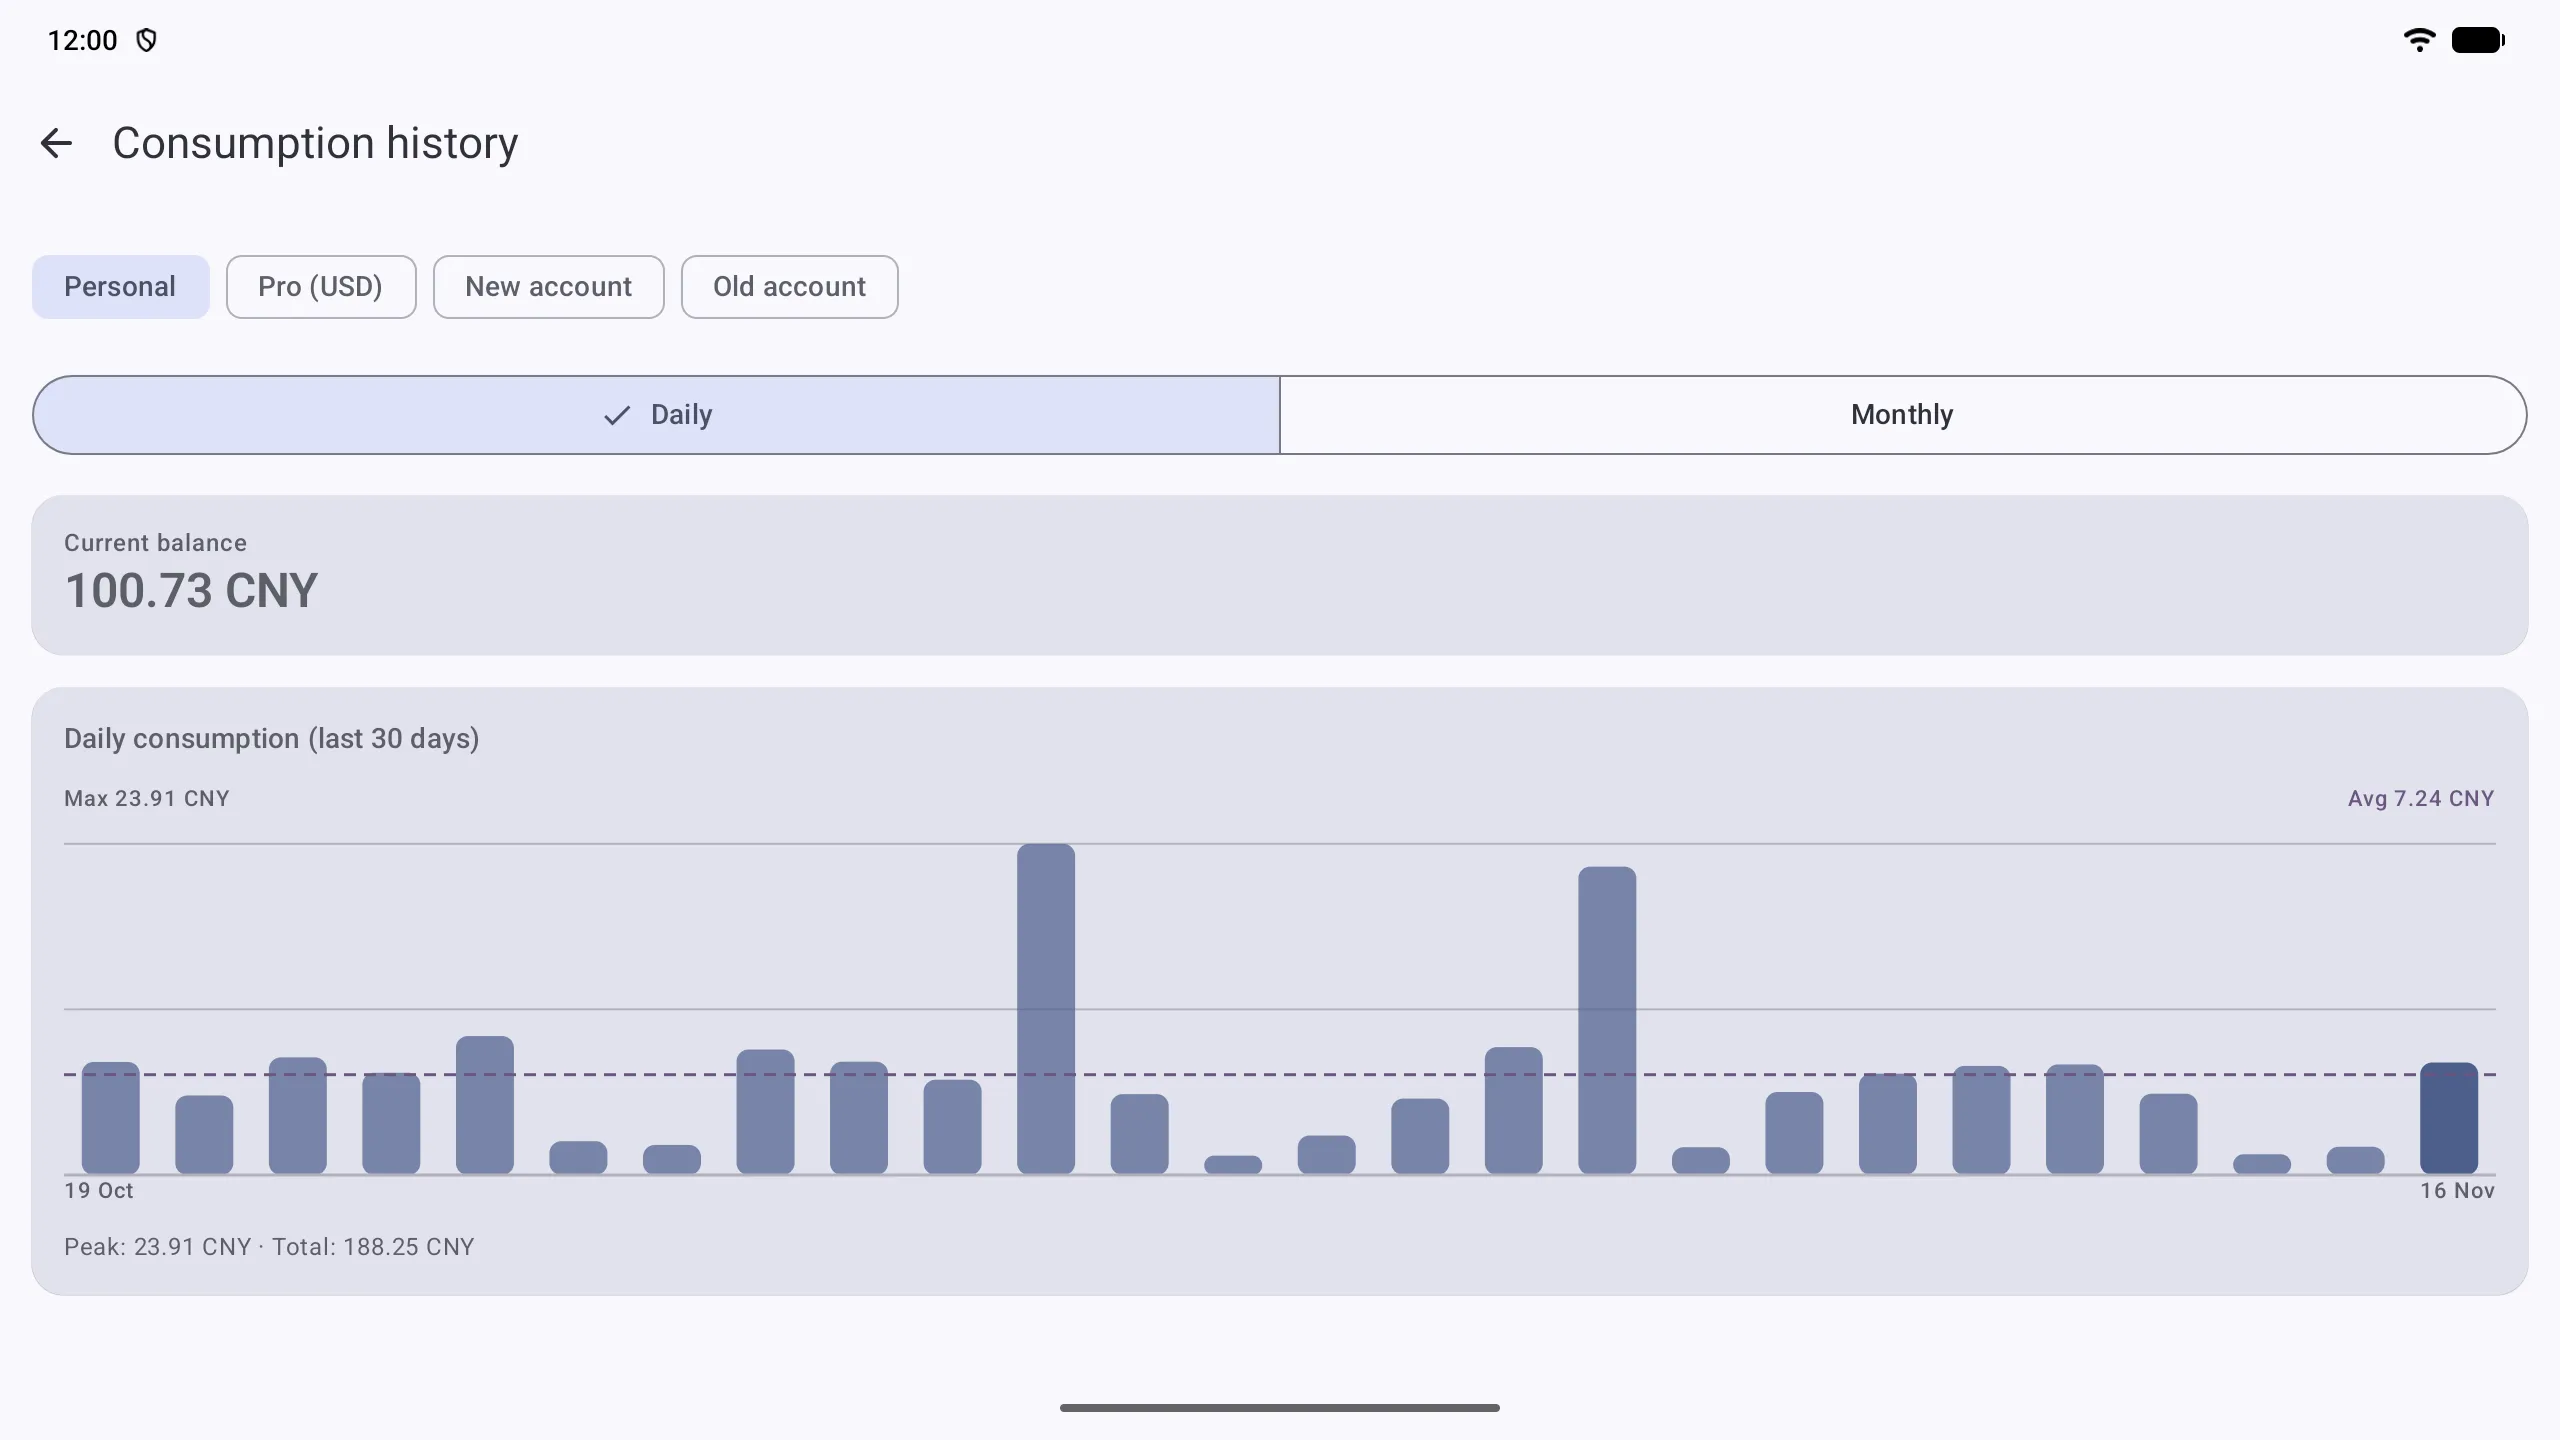 12:00
Consumption history
Personal
Pro (USD)
New account
Old account
Daily
Monthly
Current balance
100.73 CNY
Daily consumption (last 30 days)
Max 23.91 CNY
Avg 7.24 CNY
19 Oct
16 Nov
Peak: 23.91 CNY · Total: 188.25 CNY